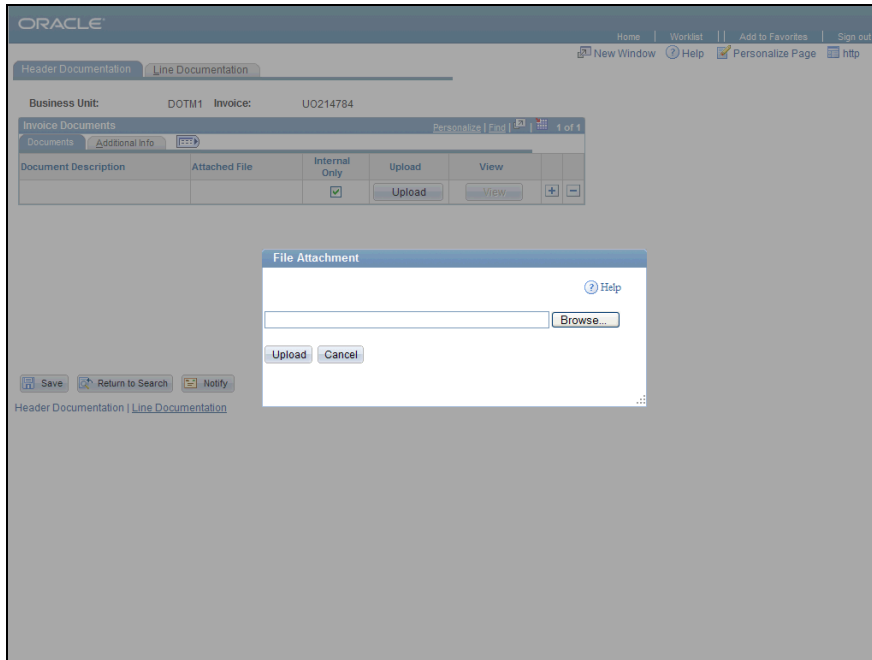 ORACLE
Home | Worklist | | Add to Favorites | Sign out
New Window Help Personalize Page http
Header Documentation Line Documentation
Business Unit: DOTM1 Invoice: UO214784
Invoice Documents Personalize | Find | | 1 of 1
Documents Additional Info
Document Description Attached File Internal Only Upload View
Upload View
File Attachment
Help
Browse...
Upload Cancel
Save Return to Search Notify
Header Documentation | Line Documentation